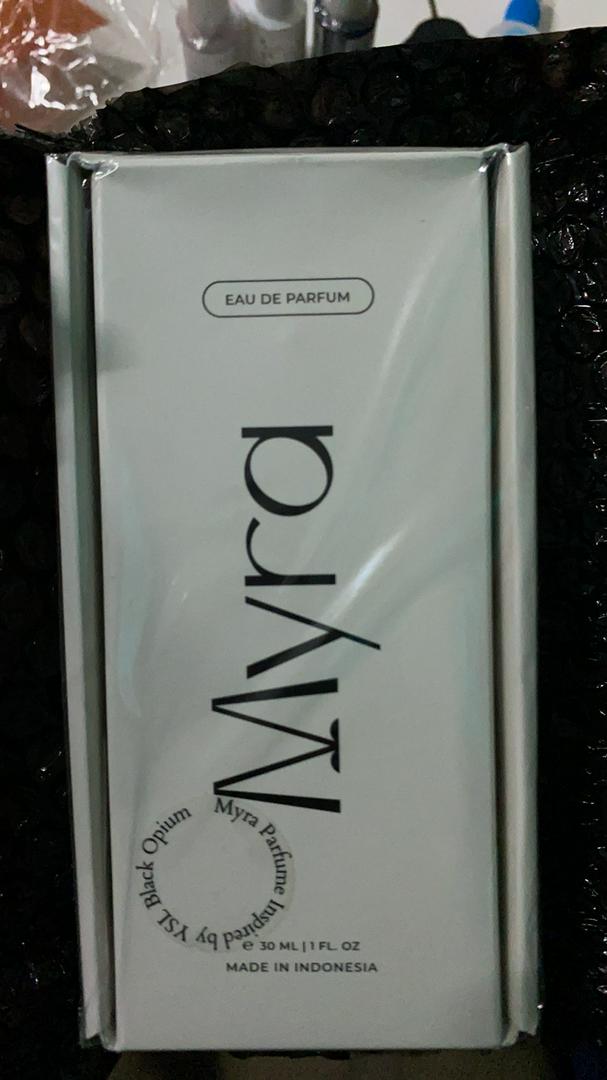 EAU DE PARFUM
Myra
Myra Parfume Inspired by YSL Black Opium
e 30 ML | 1 FL. OZ
MADE IN INDONESIA